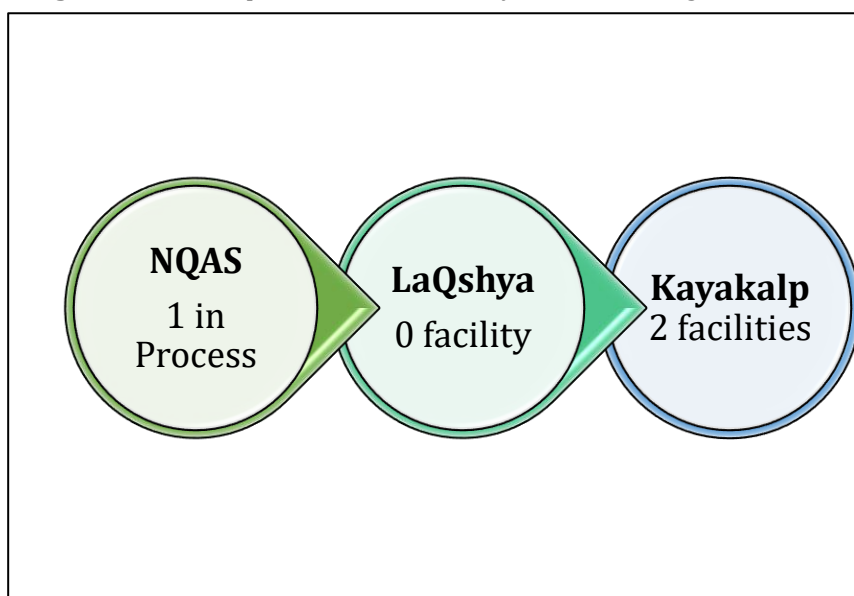 NQAS
1 in
Process
LaQshya
0 facility
Kayakalp
2 facilities